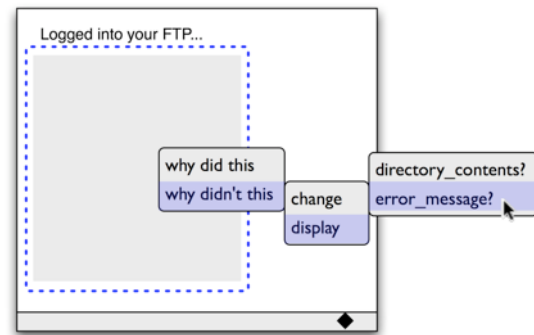 Logged into your FTP...
why did this
why didn't this
change
display
directory_contents?
error_message?